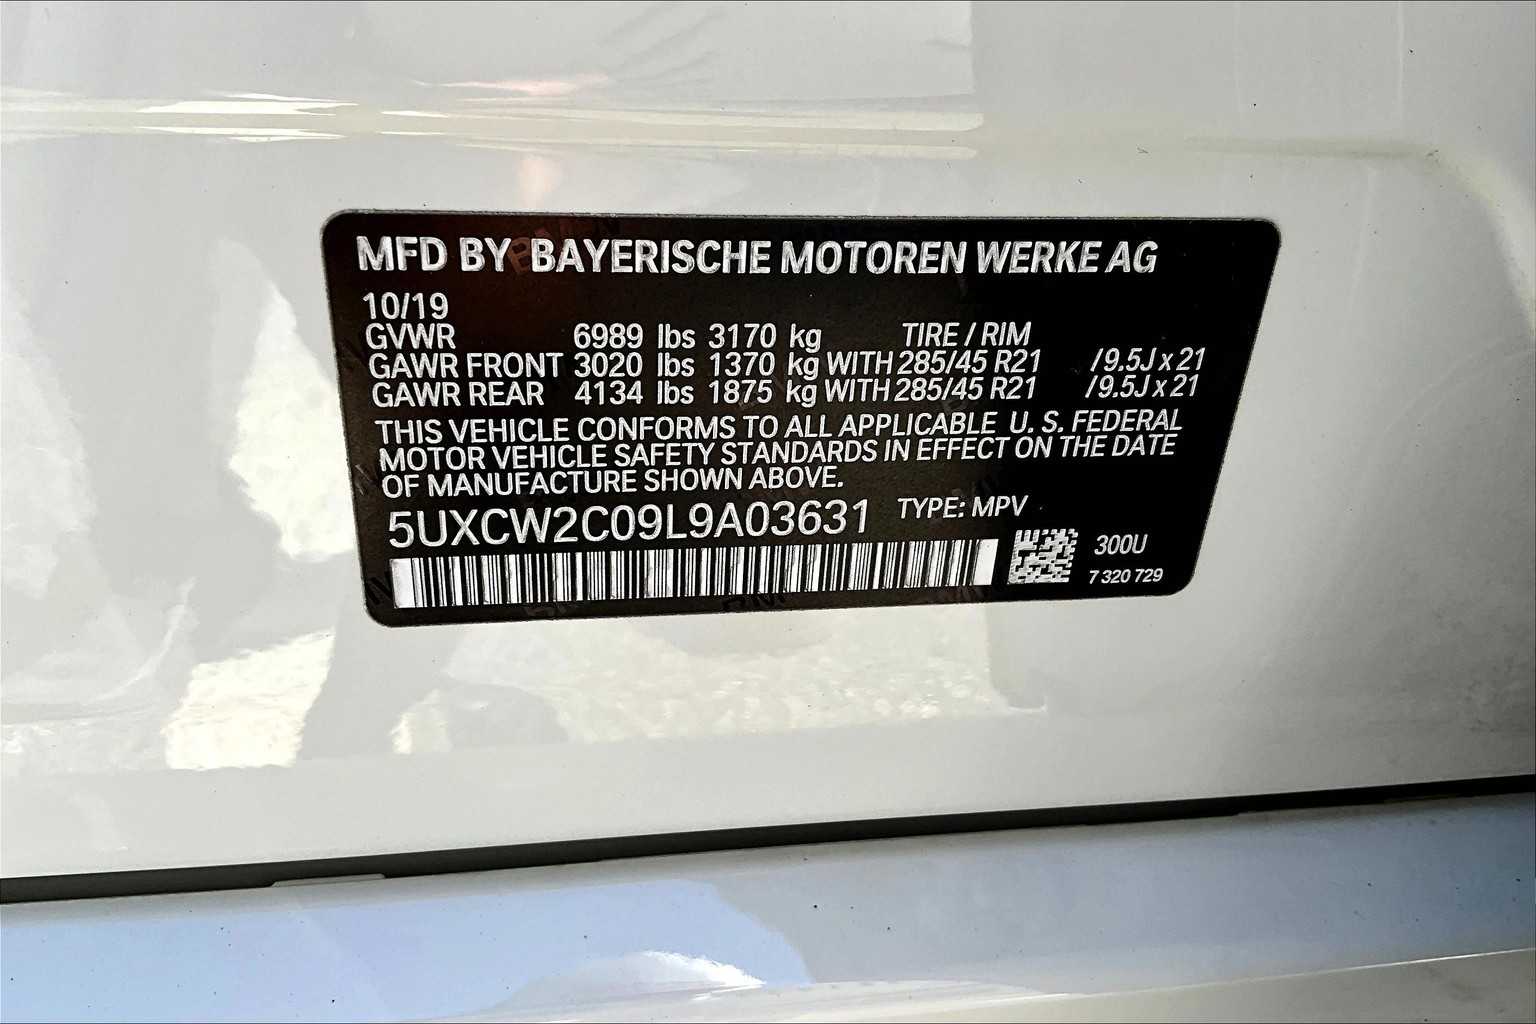 MFD BY BAYERISCHE MOTOREN WERKE AG
10/19
GVWR 6989 lbs 3170 kg TIRE / RIM
GAWR FRONT 3020 lbs 1370 kg WITH 285/45 R21 /9.5J x 21
GAWR REAR 4134 lbs 1875 kg WITH 285/45 R21 /9.5J x 21
THIS VEHICLE CONFORMS TO ALL APPLICABLE U. S. FEDERAL
MOTOR VEHICLE SAFETY STANDARDS IN EFFECT ON THE DATE
OF MANUFACTURE SHOWN ABOVE.
5UXCW2C09L9A03631 TYPE: MPV
300U
7 320 729